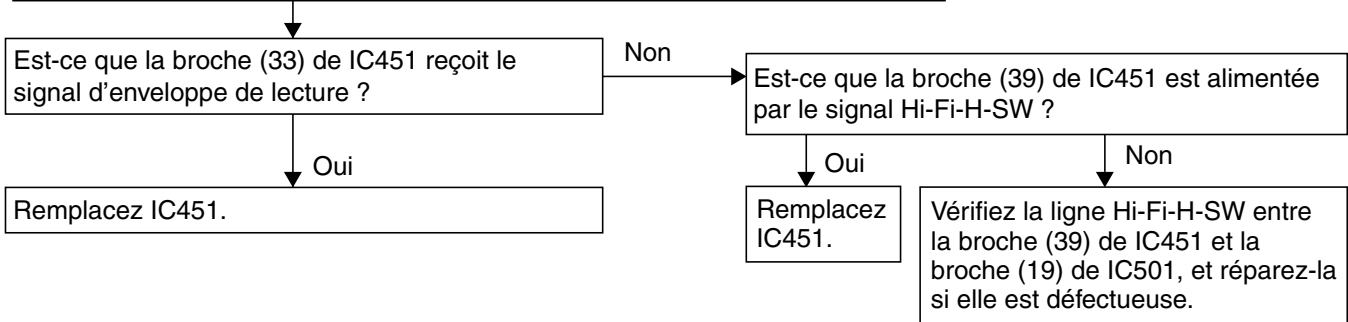 Est-ce que la broche (33) de IC451 reçoit le
signal d'enveloppe de lecture ?
Non
Est-ce que la broche (39) de IC451 est alimentée
par le signal Hi-Fi-H-SW ?
Oui
Remplacez IC451.
Oui
Non
Remplacez
IC451.
Vérifiez la ligne Hi-Fi-H-SW entre
la broche (39) de IC451 et la
broche (19) de IC501, et réparez-la
si elle est défectueuse.